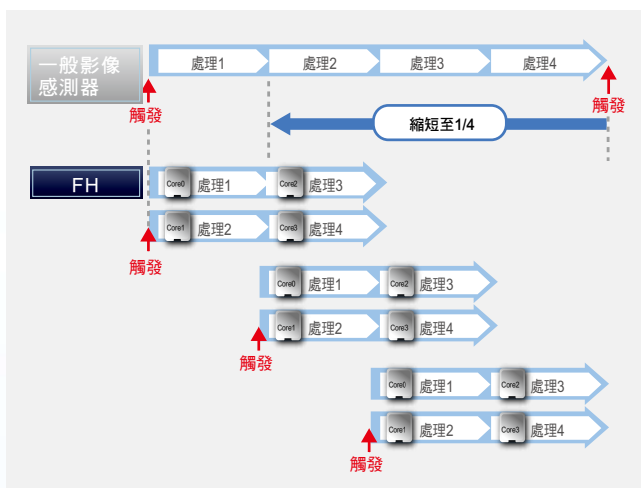 一般影像
感測器
處理1 處理2 處理3 處理4
觸發 觸發
縮短至1/4
FH
Core0 處理1 Core2 處理3
Core1 處理2 Core3 處理4
觸發
Core0 處理1 Core2 處理3
Core1 處理2 Core3 處理4
觸發
Core0 處理1 Core2 處理3
Core1 處理2 Core3 處理4
觸發